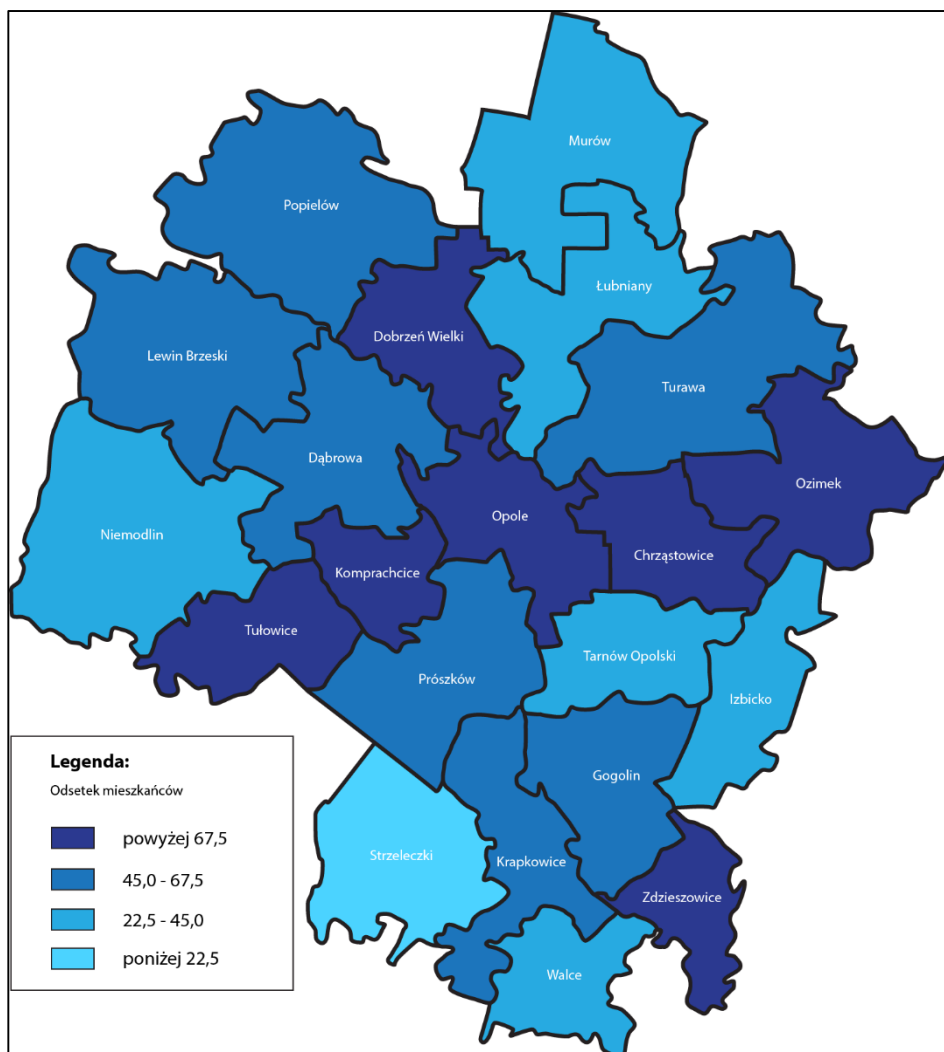 Murów
Popielów
Łubniany
Dobrzeń Wielki
Lewin Brzeski
Turawa
Dąbrowa
Ozimek
Opole
Niemodlin
Chrząstowice
Komprachcice
Tułowice
Tarnów Opolski
Prószków
Izbicko
Gogolin
Strzeleczki
Krapkowice
Zdzieszowice
Walce
Legenda:
Odsetek mieszkańców
powyżej 67,5
45,0 - 67,5
22,5 - 45,0
poniżej 22,5